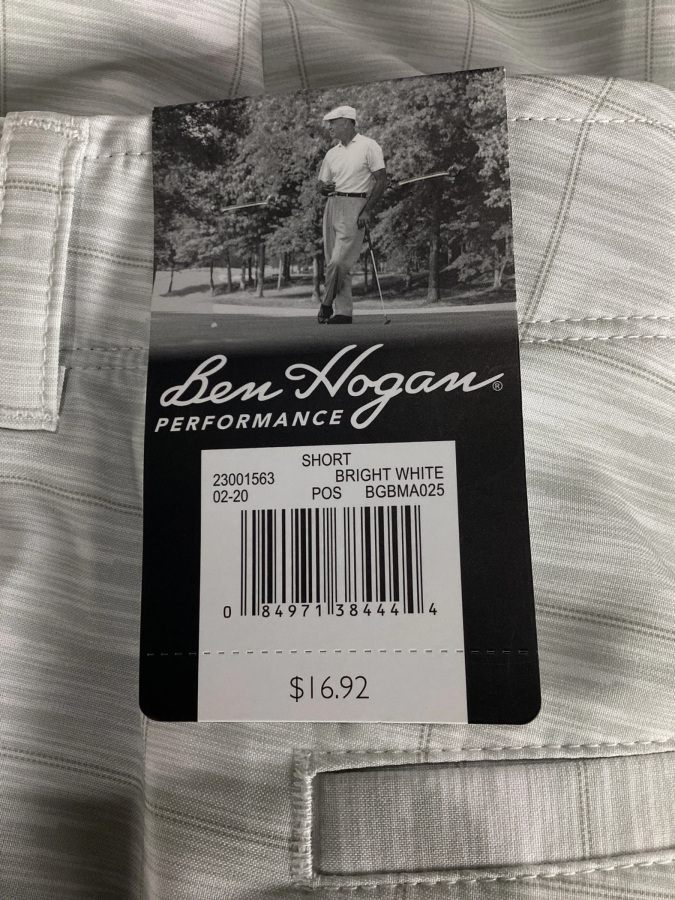 Ben Hogan®
PERFORMANCE
SHORT
23001563 BRIGHT WHITE
02-20 POS BGBMA025
0 84971 38444 4
$16.92